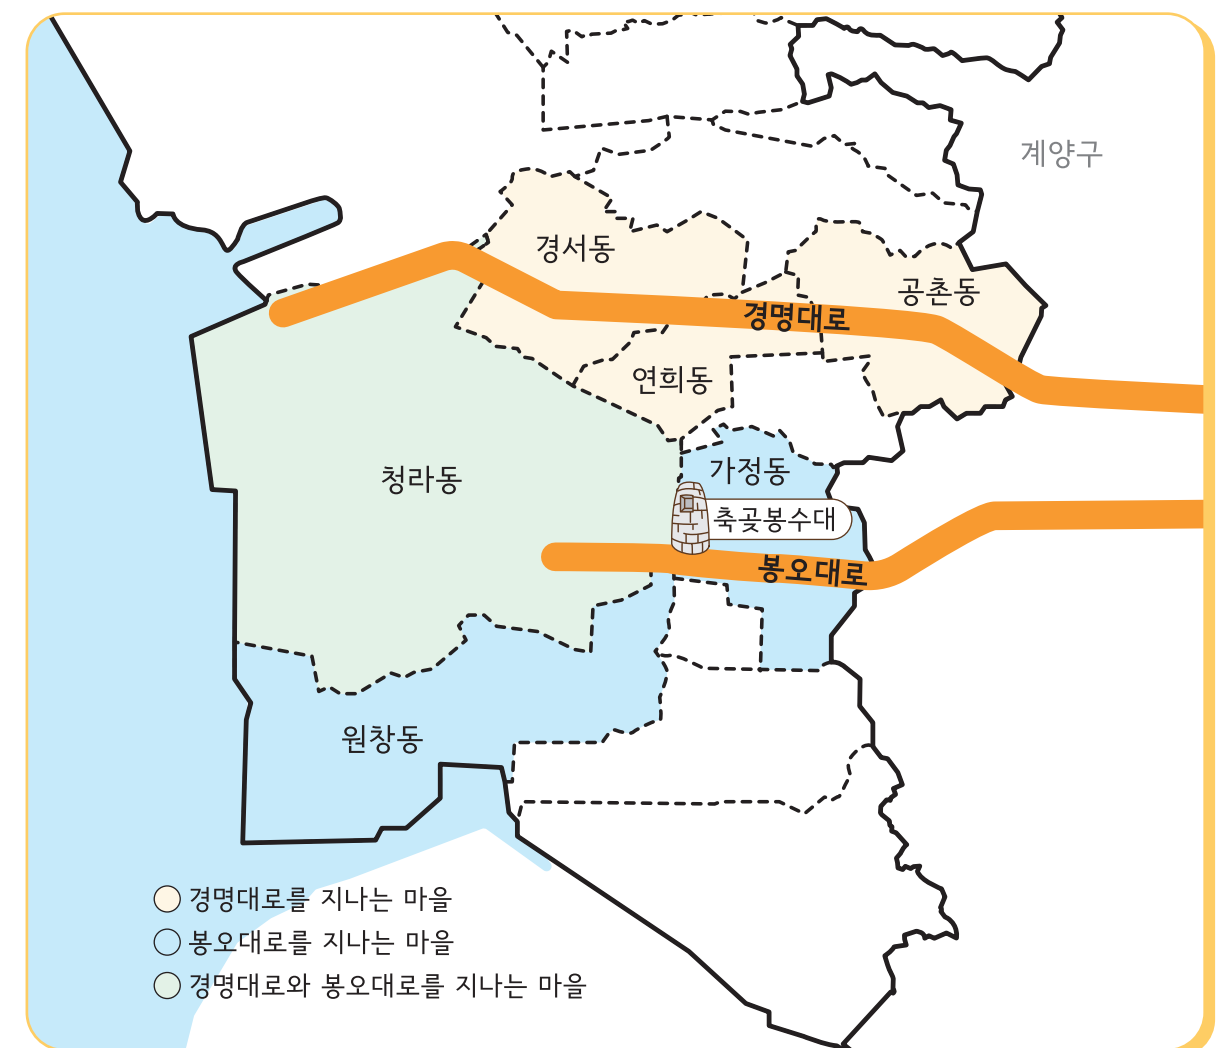 계양구
경서동
공촌동
경명대로
연희동
가정동
청라동
축곶봉수대
봉오대로
원창동
경명대로를 지나는 마을
봉오대로를 지나는 마을
경명대로와 봉오대로를 지나는 마을